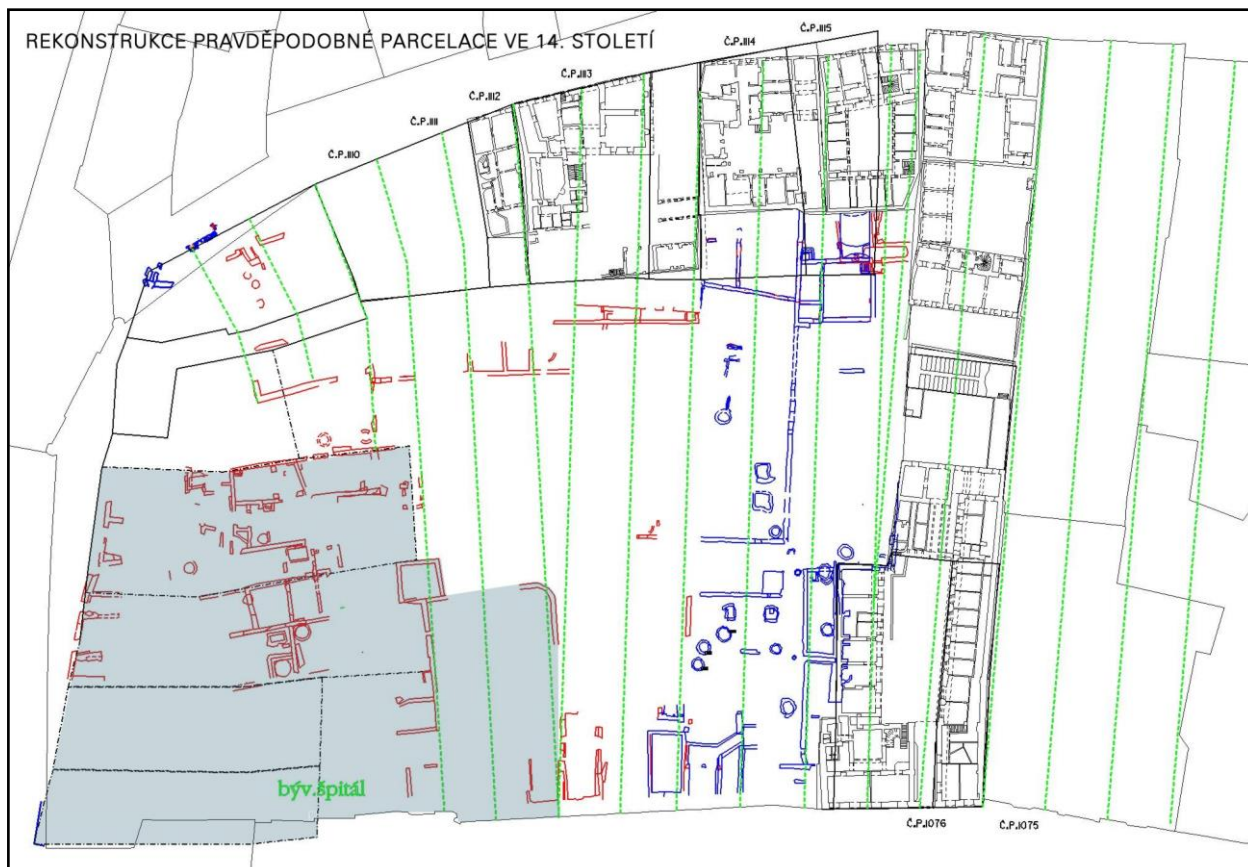 REKONSTRUKCE PRAVDĚPODOBNÉ PARCELACE VE 14. STOLETÍ
Č.P.1115
Č.P.1114
Č.P.1113
Č.P.1112
Č.P.1111
Č.P.1110
býv.špitál
Č.P.1076
Č.P.1075